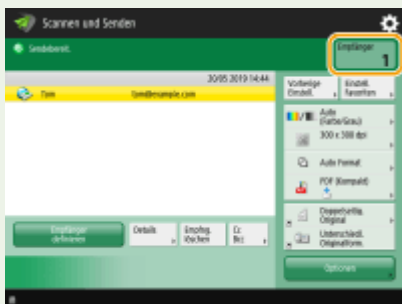 Scannen und Senden
Sendebereit.
Empfänger
1
20/05 2019 14:44
Tom
tom@example.com
Vorherige
Einstell.
Einstell.
Favoriten
Auto
(Farbe/Grau)
300 x 300 dpi
Auto Format
PDF (Kompakt)
Doppelseitig.
Original
Unterschiedl.
Originalform.
Empfänger
definieren
Details
Empfng.
löschen
Cc
Bcc
Optionen